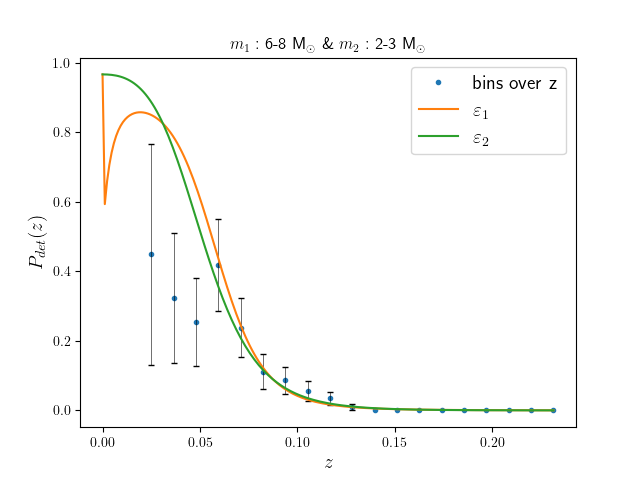 m₁ : 6-8 M⊙ & m₂ : 2-3 M⊙
1.0
0.8
0.6
0.4
0.2
0.0
P_det(z)
bins over z
ε₁
ε₂
0.00 0.05 0.10 0.15 0.20
z